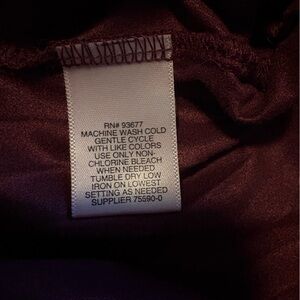 RN# 93677
MACHINE WASH COLD
GENTLE CYCLE
WITH LIKE COLORS
USE ONLY NON-
CHLORINE BLEACH
WHEN NEEDED
TUMBLE DRY LOW
IRON ON LOWEST
SETTING AS NEEDED
SUPPLIER 75590-0